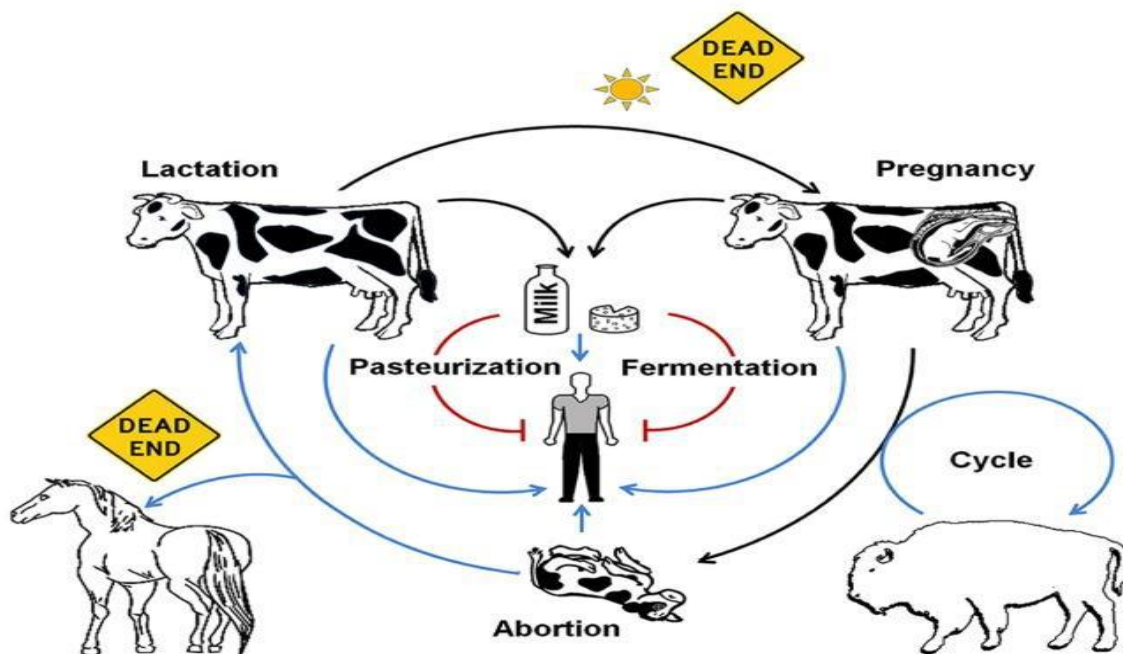 DEAD
END
Lactation
Pregnancy
Milk
Pasteurization
Fermentation
DEAD
END
Cycle
Abortion